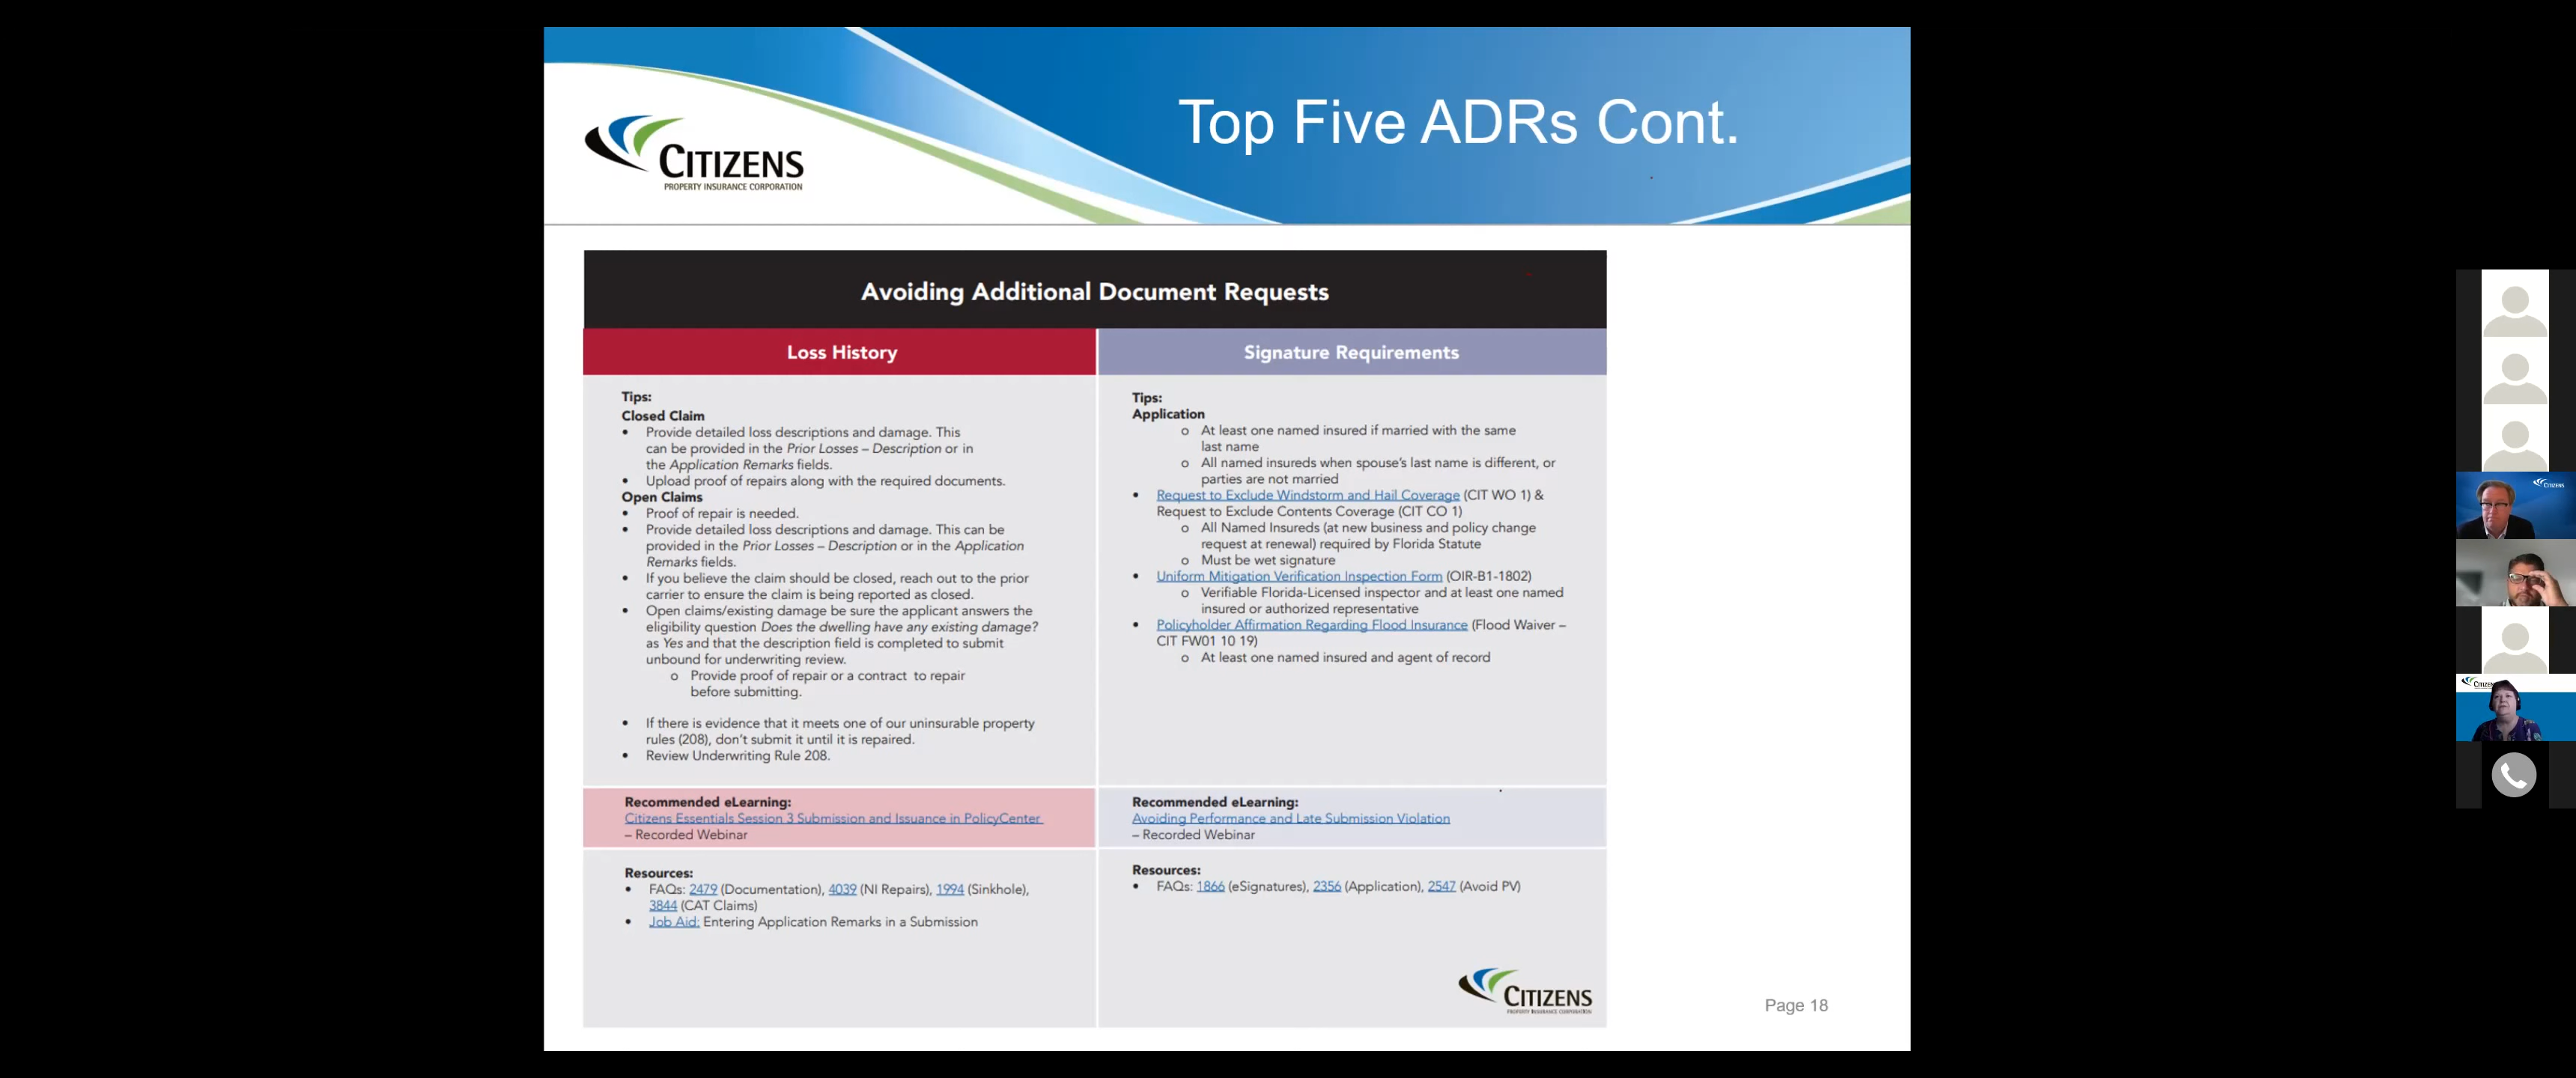 Top Five ADRs Cont.
CITIZENS
PROPERTY INSURANCE CORPORATION
Avoiding Additional Document Requests
Loss History
Tips:
Closed Claim
• Provide detailed loss descriptions and damage. This
can be provided in the Prior Losses – Description or in
the Application Remarks fields.
• Upload proof of repairs along with the required documents.
Open Claims
• Proof of repair is needed.
• Provide detailed loss descriptions and damage. This can be
provided in the Prior Losses – Description or in the Application
Remarks fields.
• If you believe the claim should be closed, reach out to the prior
carrier to ensure the claim is being reported as closed.
• Open claims/existing damage be sure the applicant answers the
eligibility question Does the dwelling have any existing damage?
as Yes and that the description field is completed to submit
unbound for underwriting review.
o Provide proof of repair or a contract to repair
before submitting.
• If there is evidence that it meets one of our uninsurable property
rules (208), don't submit it until it is repaired.
• Review Underwriting Rule 208.
Recommended eLearning:
Citizens Essentials Session 3 Submission and Issuance in PolicyCenter
– Recorded Webinar
Resources:
• FAQs: 2479 (Documentation), 4039 (NI Repairs), 1994 (Sinkhole),
3844 (CAT Claims)
• Job Aid: Entering Application Remarks in a Submission
Signature Requirements
Tips:
Application
o At least one named insured if married with the same
last name
o All named insureds when spouse's last name is different, or
parties are not married
• Request to Exclude Windstorm and Hail Coverage (CIT WO 1) &
Request to Exclude Contents Coverage (CIT CO 1)
o All Named Insureds (at new business and policy change
request at renewal) required by Florida Statute
o Must be wet signature
• Uniform Mitigation Verification Inspection Form (OIR-B1-1802)
o Verifiable Florida-Licensed inspector and at least one named
insured or authorized representative
• Policyholder Affirmation Regarding Flood Insurance (Flood Waiver –
CIT FW01 10 19)
o At least one named insured and agent of record
Recommended eLearning:
Avoiding Performance and Late Submission Violation
– Recorded Webinar
Resources:
• FAQs: 1866 (eSignatures), 2356 (Application), 2547 (Avoid PV)
CITIZENS
PROPERTY INSURANCE CORPORATION
Page 18
CITIZENS